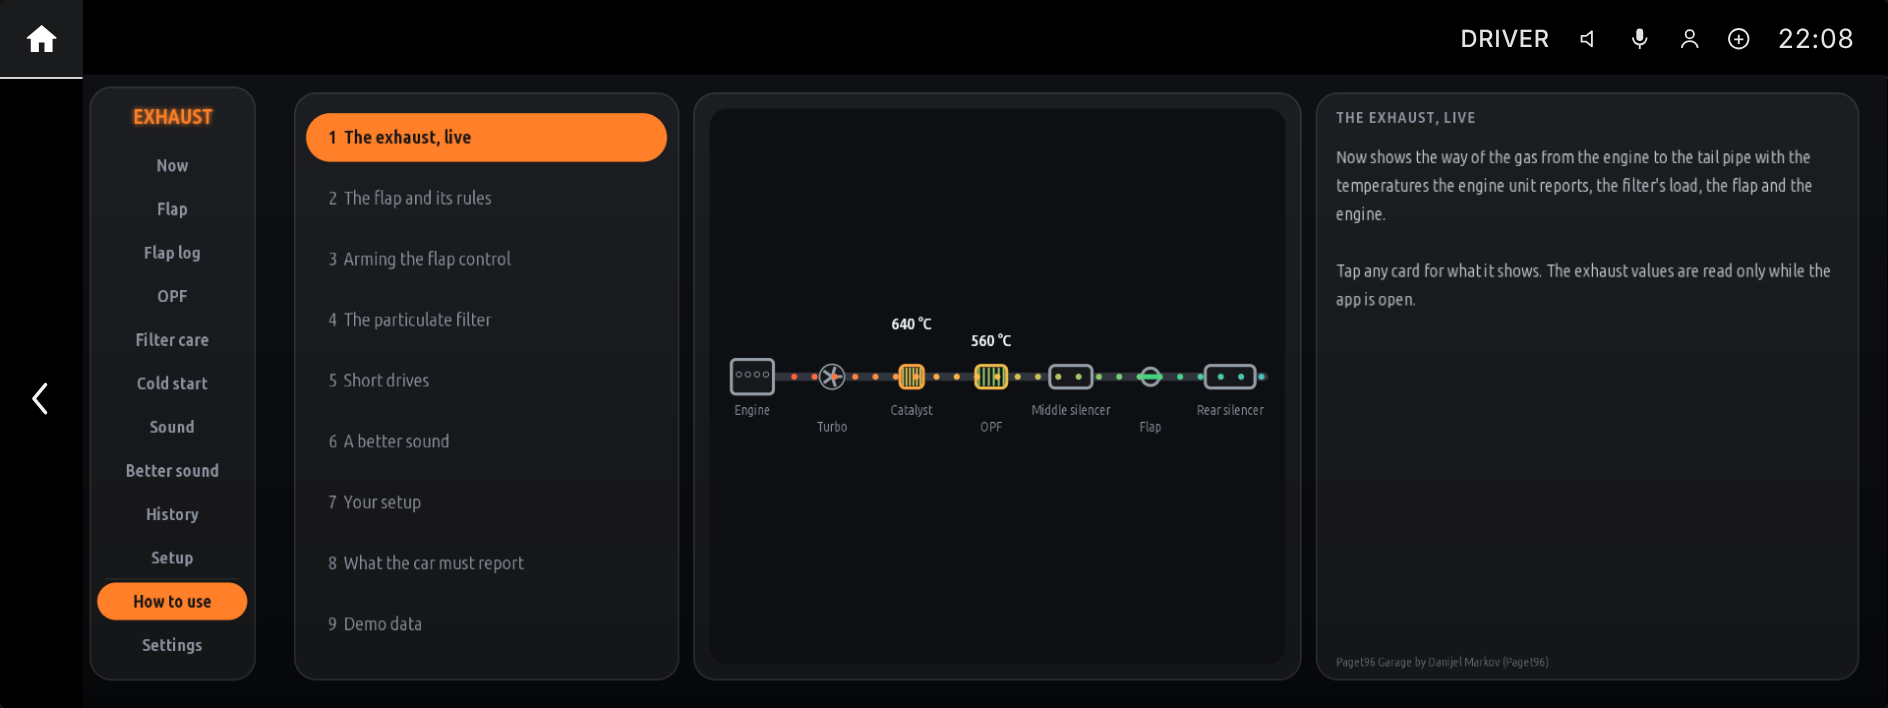 DRIVER 22:08
EXHAUST
Now
Flap
Flap log
OPF
Filter care
Cold start
Sound
Better sound
History
Setup
How to use
Settings
1 The exhaust, live
2 The flap and its rules
3 Arming the flap control
4 The particulate filter
5 Short drives
6 A better sound
7 Your setup
8 What the car must report
9 Demo data
640 °C
560 °C
Engine
Turbo
Catalyst
OPF
Middle silencer
Flap
Rear silencer
THE EXHAUST, LIVE
Now shows the way of the gas from the engine to the tail pipe with the
temperatures the engine unit reports, the filter's load, the flap and the
engine.
Tap any card for what it shows. The exhaust values are read only while the
app is open.
Paget96 Garage by Danijel Markov (Paget96)